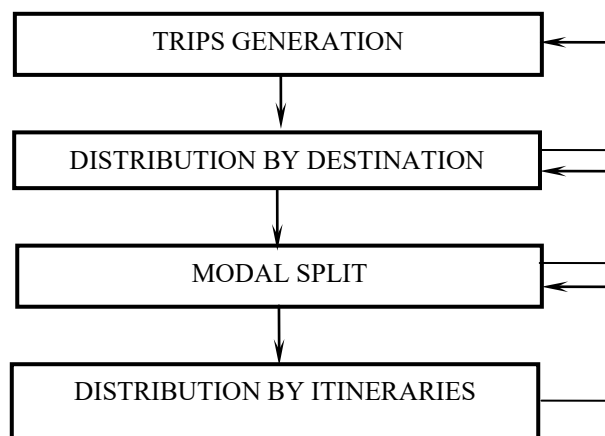 TRIPS GENERATION
DISTRIBUTION BY DESTINATION
MODAL SPLIT
DISTRIBUTION BY ITINERARIES